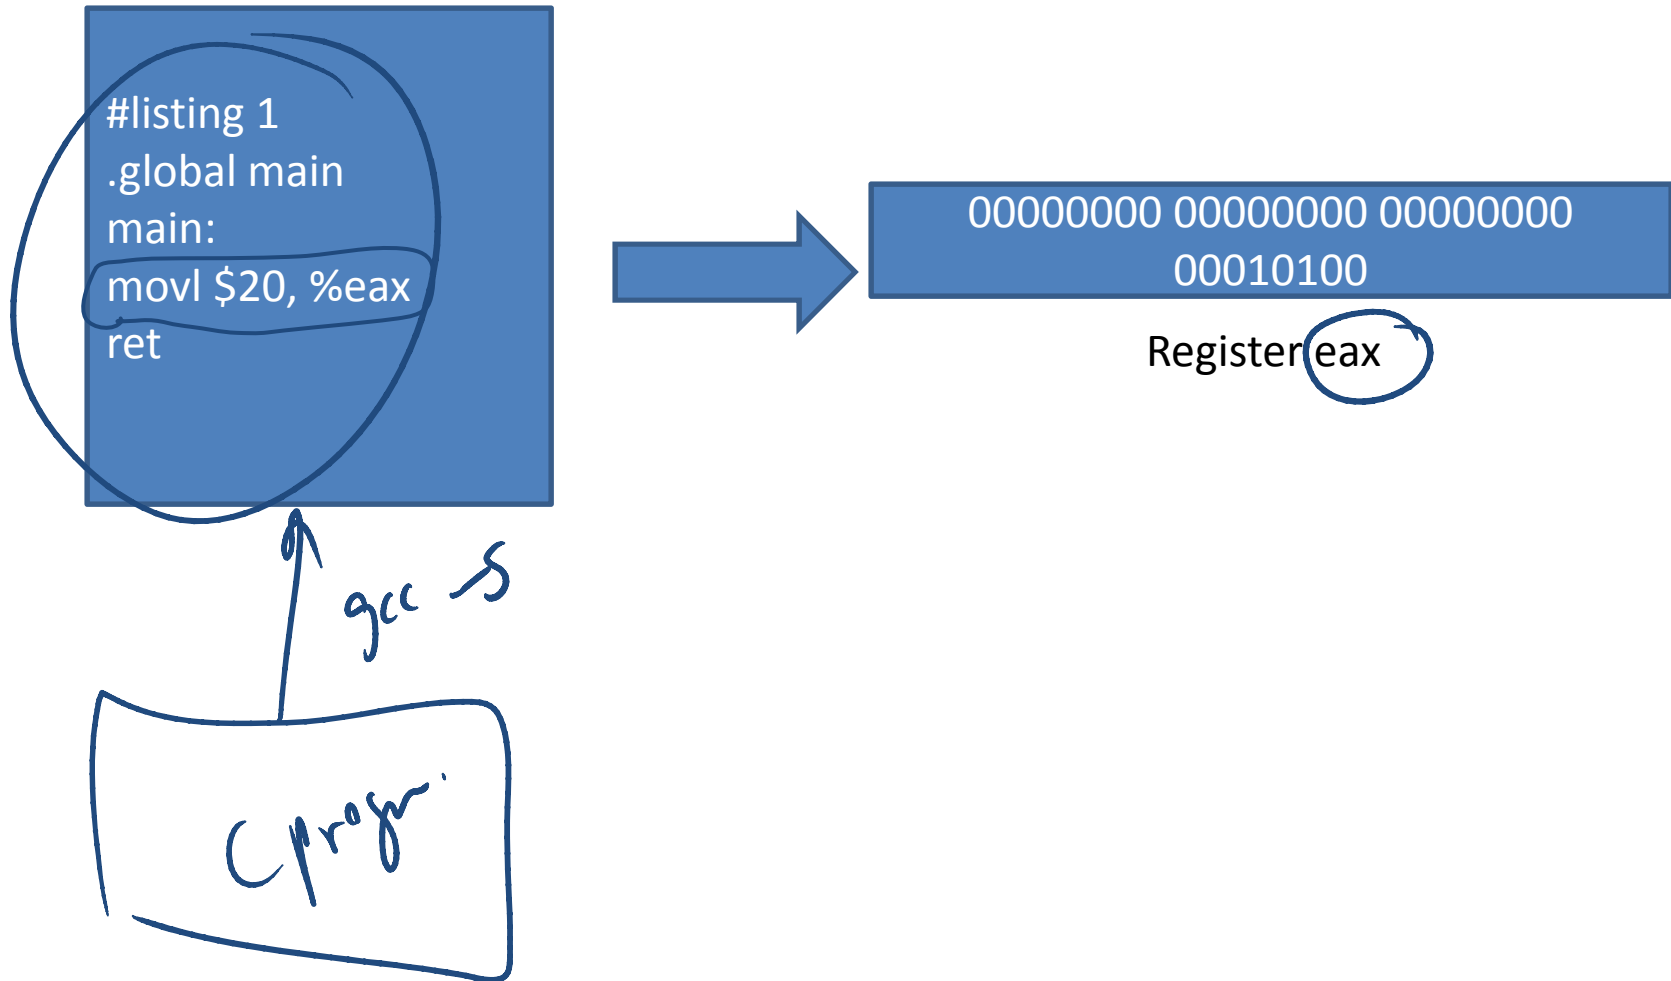 #listing 1
.global main
main:
movl $20, %eax
ret
00000000 00000000 00000000
00010100
Register eax
gcc -S
C progr.